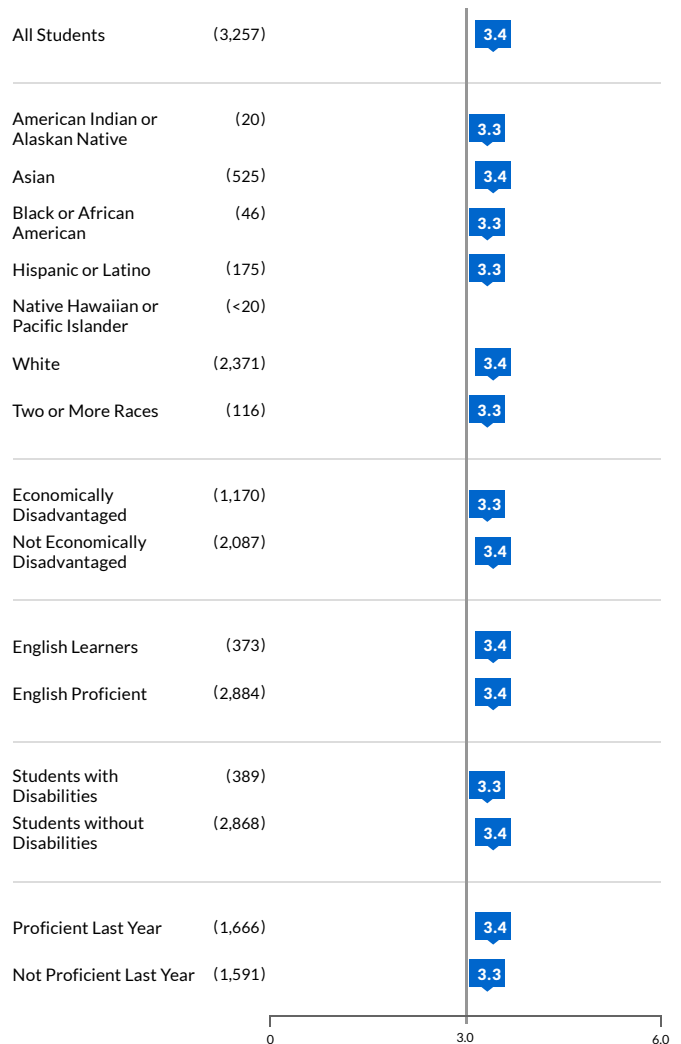 All Students (3,257) 3.4
American Indian or
Alaskan Native (20) 3.3
Asian (525) 3.4
Black or African
American (46) 3.3
Hispanic or Latino (175) 3.3
Native Hawaiian or
Pacific Islander (<20)
White (2,371) 3.4
Two or More Races (116) 3.3
Economically
Disadvantaged (1,170) 3.3
Not Economically
Disadvantaged (2,087) 3.4
English Learners (373) 3.4
English Proficient (2,884) 3.4
Students with
Disabilities (389) 3.3
Students without
Disabilities (2,868) 3.4
Proficient Last Year (1,666) 3.4
Not Proficient Last Year (1,591) 3.3
0 3.0 6.0